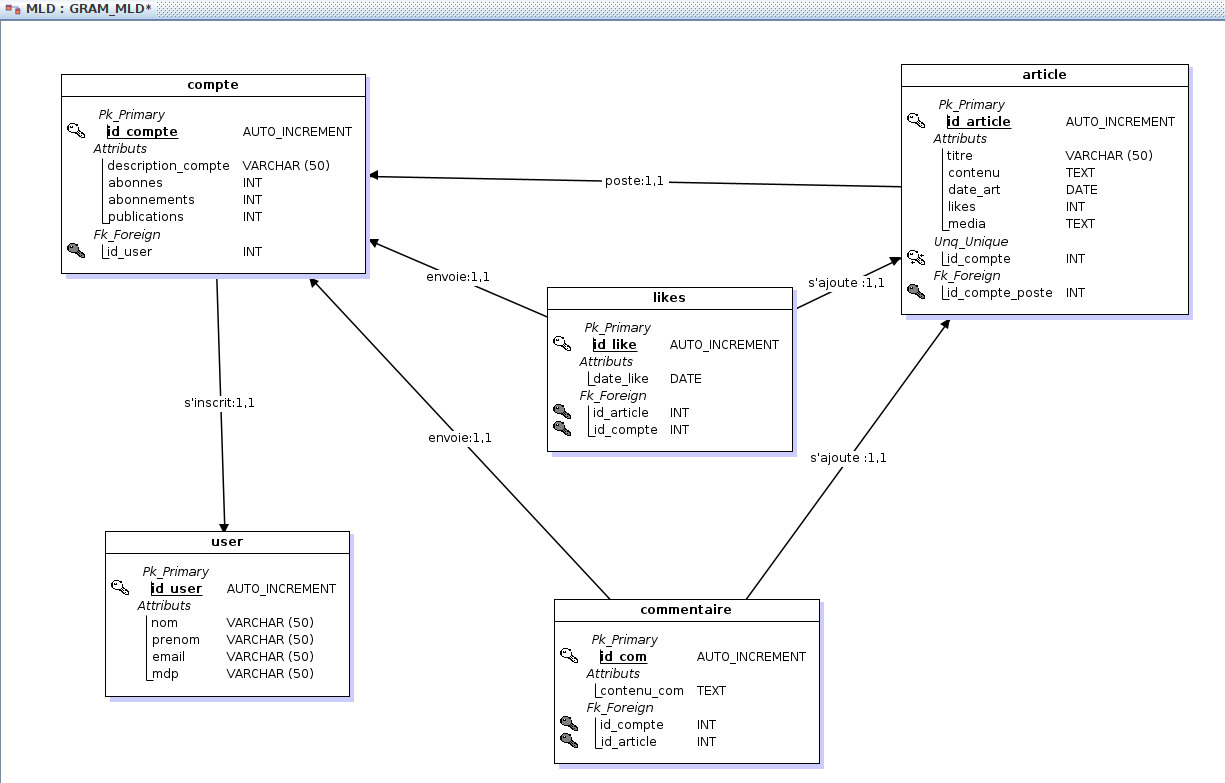 MLD : GRAM_MLD*
compte
Pk_Primary
id_compte AUTO_INCREMENT
Attributs
description_compte VARCHAR (50)
abonnes INT
abonnements INT
publications INT
Fk_Foreign
id_user INT
article
Pk_Primary
id_article AUTO_INCREMENT
Attributs
titre VARCHAR (50)
contenu TEXT
date_art DATE
likes INT
media TEXT
Unq_Unique
id_compte INT
Fk_Foreign
id_compte_poste INT
poste:1,1
envoie:1,1
s'ajoute :1,1
likes
Pk_Primary
id_like AUTO_INCREMENT
Attributs
date_like DATE
Fk_Foreign
id_article INT
id_compte INT
s'inscrit:1,1
envoie:1,1
s'ajoute :1,1
user
Pk_Primary
id_user AUTO_INCREMENT
Attributs
nom VARCHAR (50)
prenom VARCHAR (50)
email VARCHAR (50)
mdp VARCHAR (50)
commentaire
Pk_Primary
id_com AUTO_INCREMENT
Attributs
contenu_com TEXT
Fk_Foreign
id_compte INT
id_article INT